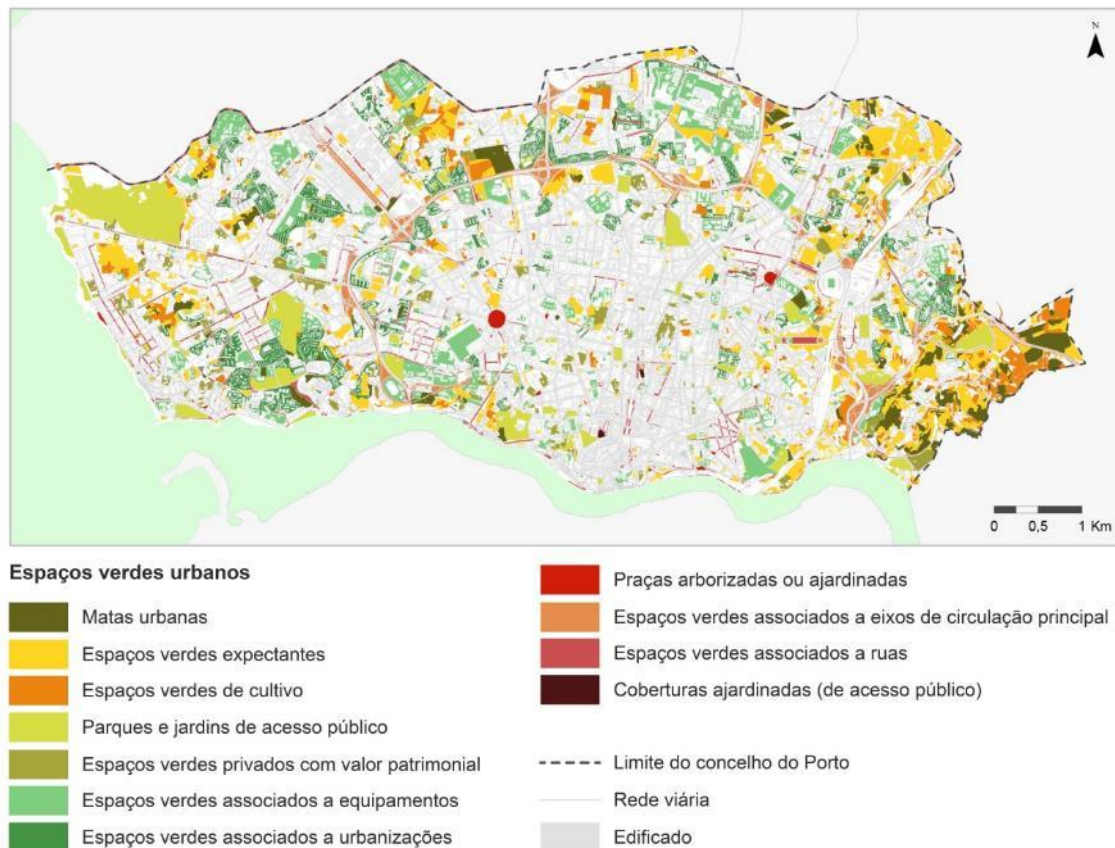 N
0 0,5 1 Km
Espaços verdes urbanos
Matas urbanas
Espaços verdes expectantes
Espaços verdes de cultivo
Parques e jardins de acesso público
Espaços verdes privados com valor patrimonial
Espaços verdes associados a equipamentos
Espaços verdes associados a urbanizações
Praças arborizadas ou ajardinadas
Espaços verdes associados a eixos de circulação principal
Espaços verdes associados a ruas
Coberturas ajardinadas (de acesso público)
Limite do concelho do Porto
Rede viária
Edificado